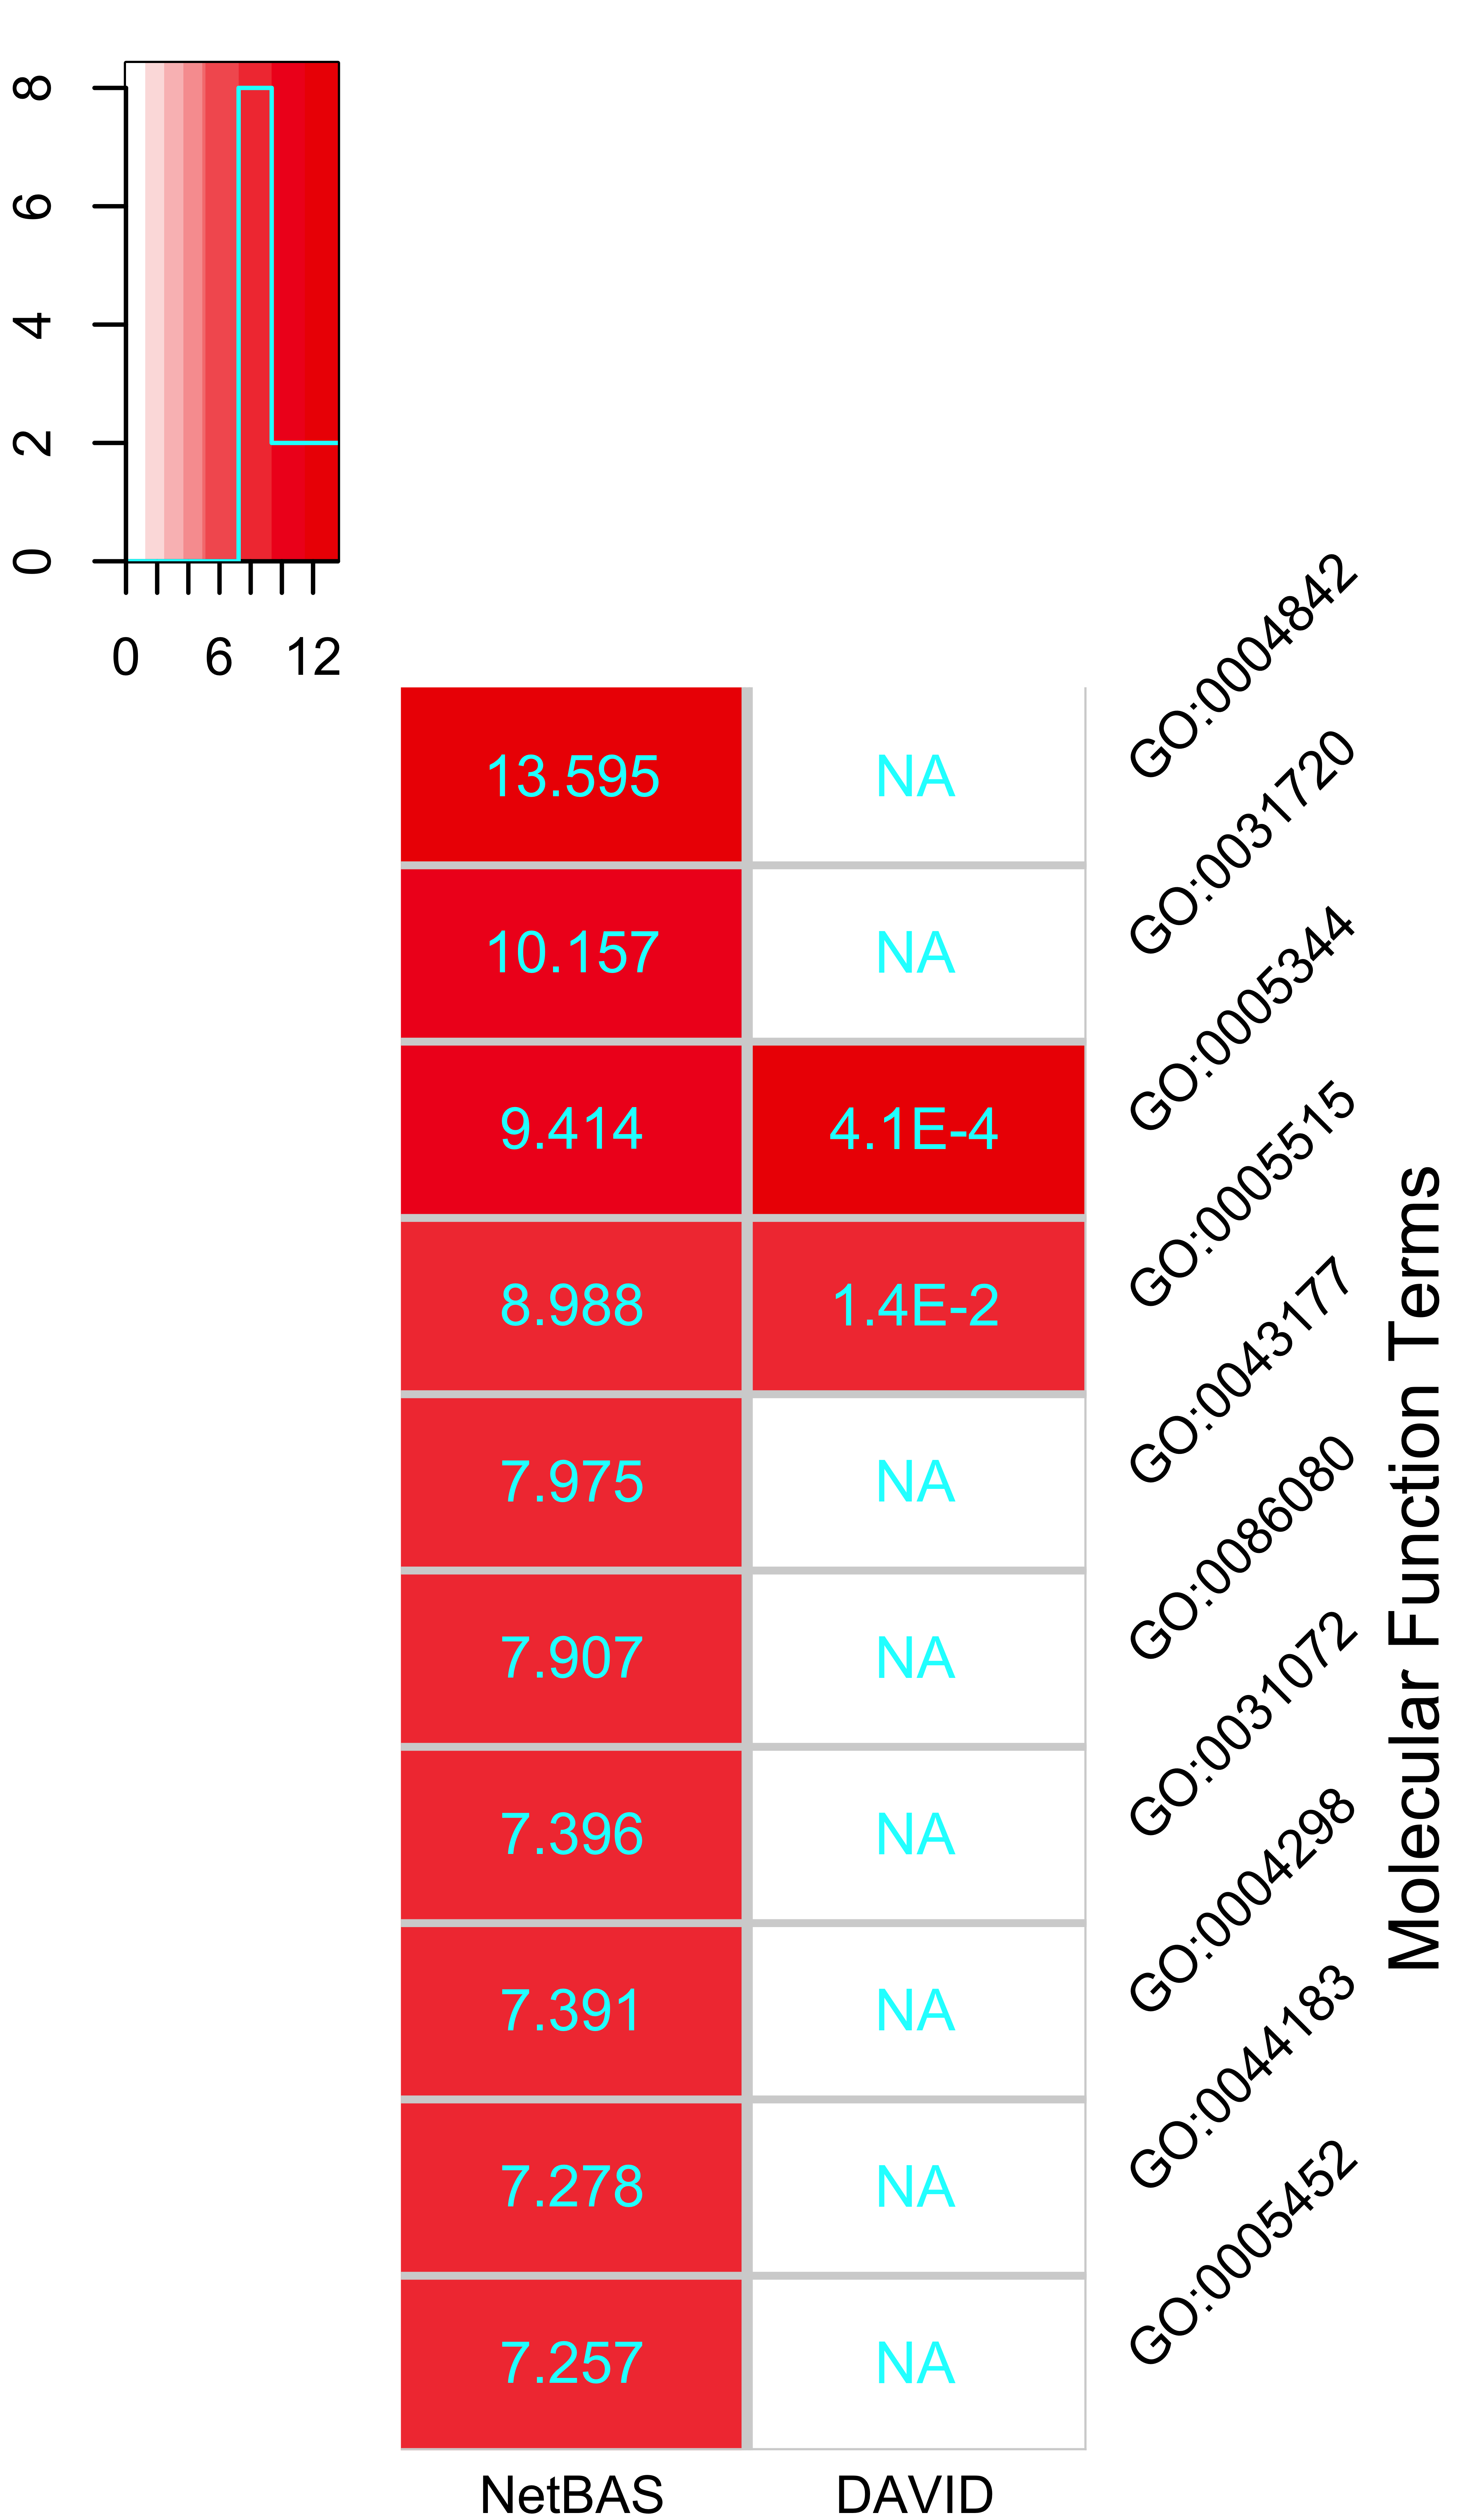 8
6
4
2
0
0 6 12
13.595 NA GO:0004842
10.157 NA GO:0031720
9.414 4.1E-4 GO:0005344
8.988 1.4E-2 GO:0005515
7.975 NA GO:0043177
7.907 NA GO:0086080
7.396 NA GO:0031072
7.391 NA GO:0004298
7.278 NA GO:0044183
7.257 NA GO:0005452
Molecular Function Terms
NetBAS DAVID